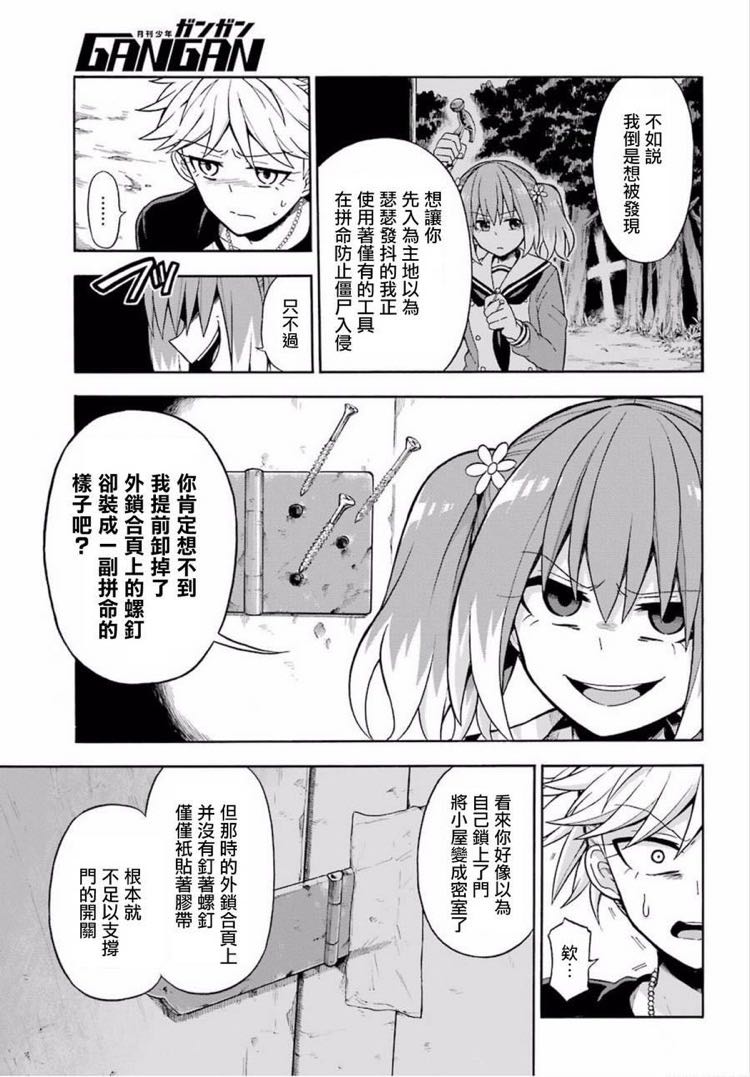 月刊少年
ガンガン
GANGAN
不如說
我倒是想被發現
想讓你
先入為主地以為
瑟瑟發抖的我正
使用著僅有的工具
在拼命防止僵尸入侵
……
只不過
你肯定想不到
我提前卸掉了
外鎖合頁上的螺釘
卻裝成一副拼命的
樣子吧？
看來你好像以為
自己鎖上了門
將小屋變成密室了
欸…
但那時的外鎖合頁上
并沒有釘著螺釘
僅僅衹貼著膠帶
根本就
不足以支撐
門的開關